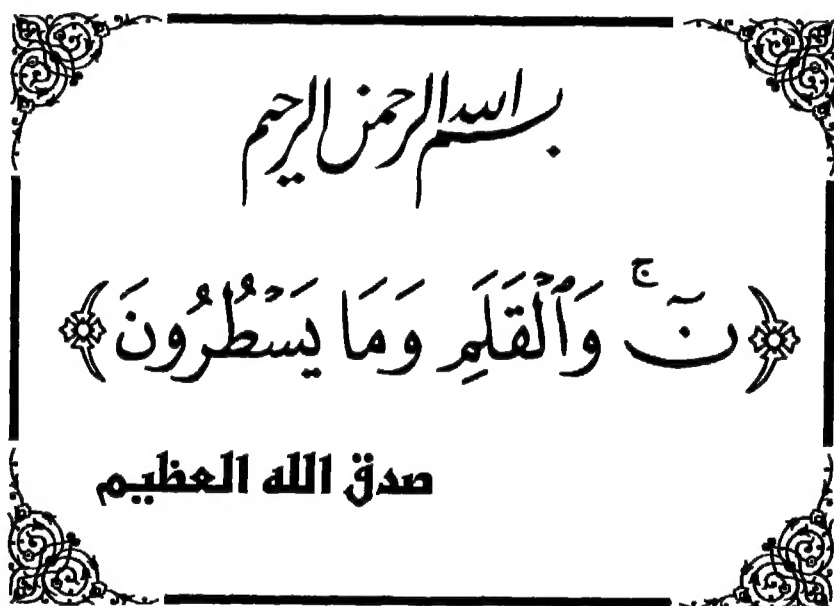 بسم الله الرحمن الرحيم
﴿نٓ ۚ وَٱلْقَلَمِ وَمَا يَسْطُرُونَ﴾
صدق الله العظيم